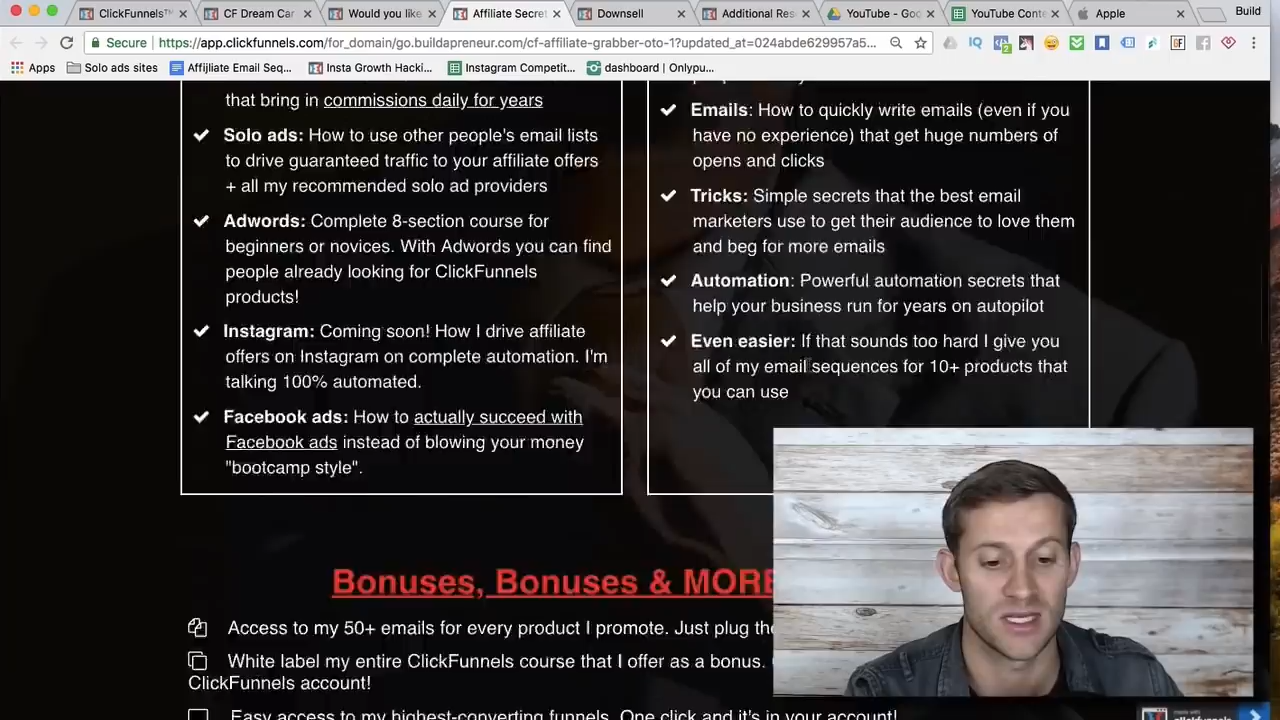 ClickFunnels™
CF Dream Car
Would you like
Affiliate Secret
Downsell
Additional Res
YouTube - Goo
YouTube Conte
Apple
Build
Secure
https://app.clickfunnels.com/for_domain/go.buildapreneur.com/cf-affiliate-grabber-oto-1?updated_at=024abde629957a5...
Apps
Solo ads sites
Affijliate Email Seq...
Insta Growth Hacki...
Instagram Competit...
dashboard | Onlypu...
that bring in commissions daily for years
Solo ads: How to use other people's email lists
to drive guaranteed traffic to your affiliate offers
+ all my recommended solo ad providers
Adwords: Complete 8-section course for
beginners or novices. With Adwords you can find
people already looking for ClickFunnels
products!
Instagram: Coming soon! How I drive affiliate
offers on Instagram on complete automation. I'm
talking 100% automated.
Facebook ads: How to actually succeed with
Facebook ads instead of blowing your money
"bootcamp style".
Emails: How to quickly write emails (even if you
have no experience) that get huge numbers of
opens and clicks
Tricks: Simple secrets that the best email
marketers use to get their audience to love them
and beg for more emails
Automation: Powerful automation secrets that
help your business run for years on autopilot
Even easier: If that sounds too hard I give you
all of my email sequences for 10+ products that
you can use
Bonuses, Bonuses & MORE
Access to my 50+ emails for every product I promote. Just plug the
White label my entire ClickFunnels course that I offer as a bonus.
ClickFunnels account!
Easy access to my highest-converting funnels. One click and it's in your account!
clickfunnels